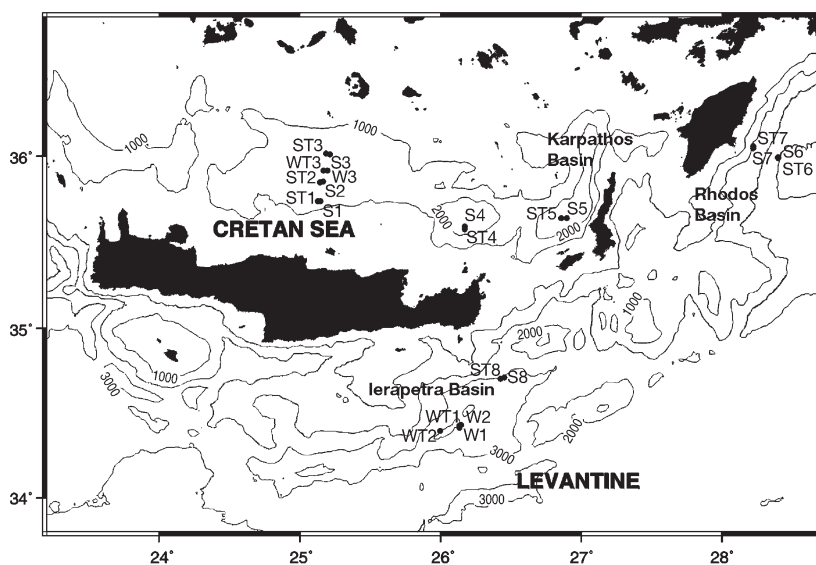 1000
1000
36°
ST3
WT3 S3
ST2 W3
S2
ST1
S1
CRETAN SEA
Karpathos
Basin
ST7
S7 S6
ST6
Rhodos
Basin
2000
S4
ST4
ST5 S5
2000
35°
1000
2000
3000
1000
ST8 S8
Ierapetra Basin
WT1 W2
WT2 W1
2000
3000
LEVANTINE
3000
34°
24° 25° 26° 27° 28°